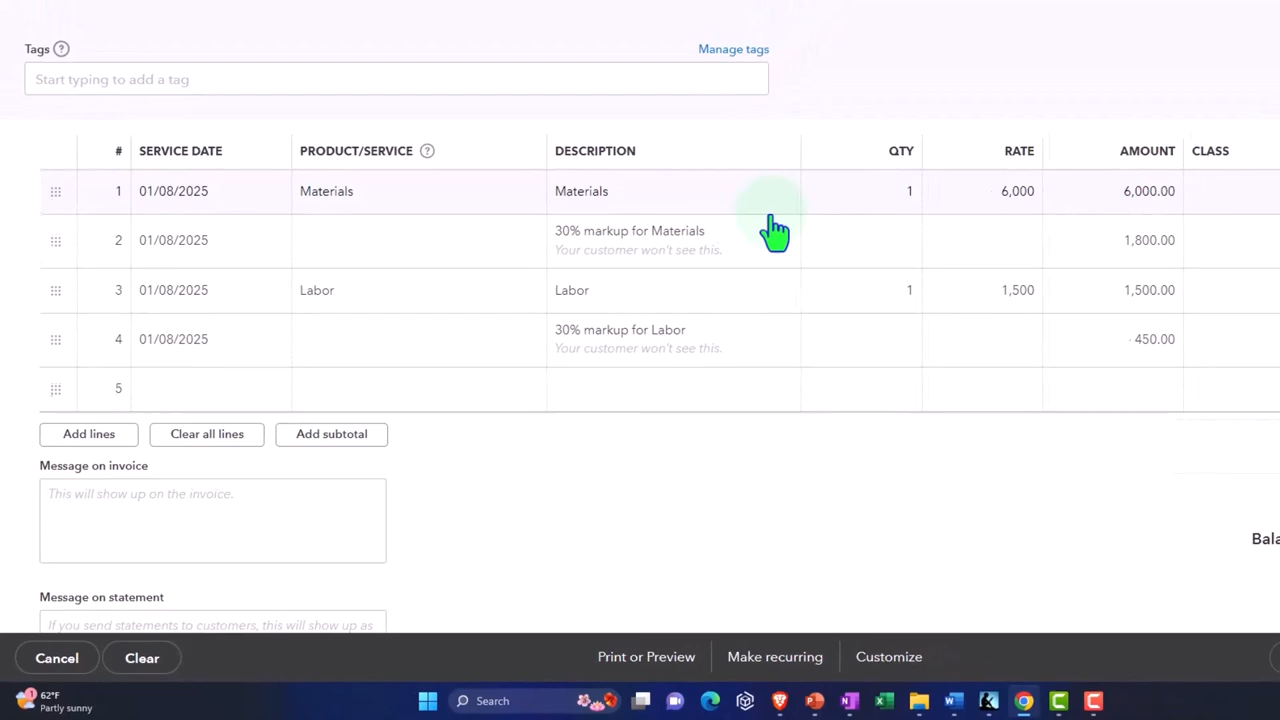 Tags ? Manage tags
Start typing to add a tag
# SERVICE DATE PRODUCT/SERVICE ? DESCRIPTION QTY RATE AMOUNT CLASS
1 01/08/2025 Materials Materials 1 6,000 6,000.00
2 01/08/2025 30% markup for Materials 1,800.00
Your customer won't see this.
3 01/08/2025 Labor Labor 1 1,500 1,500.00
4 01/08/2025 30% markup for Labor 450.00
Your customer won't see this.
5
Add lines Clear all lines Add subtotal
Message on invoice
This will show up on the invoice.
Bala
Message on statement
If you send statements to customers, this will show up as
Cancel Clear Print or Preview Make recurring Customize
1 62°F
Partly sunny
Search